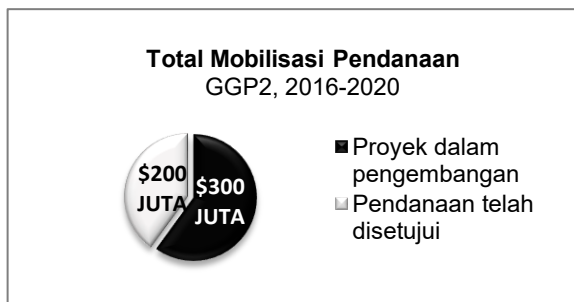 Total Mobilisasi Pendanaan
GGP2, 2016-2020
$200
JUTA
$300
JUTA
Proyek dalam
pengembangan
Pendanaan telah
disetujui